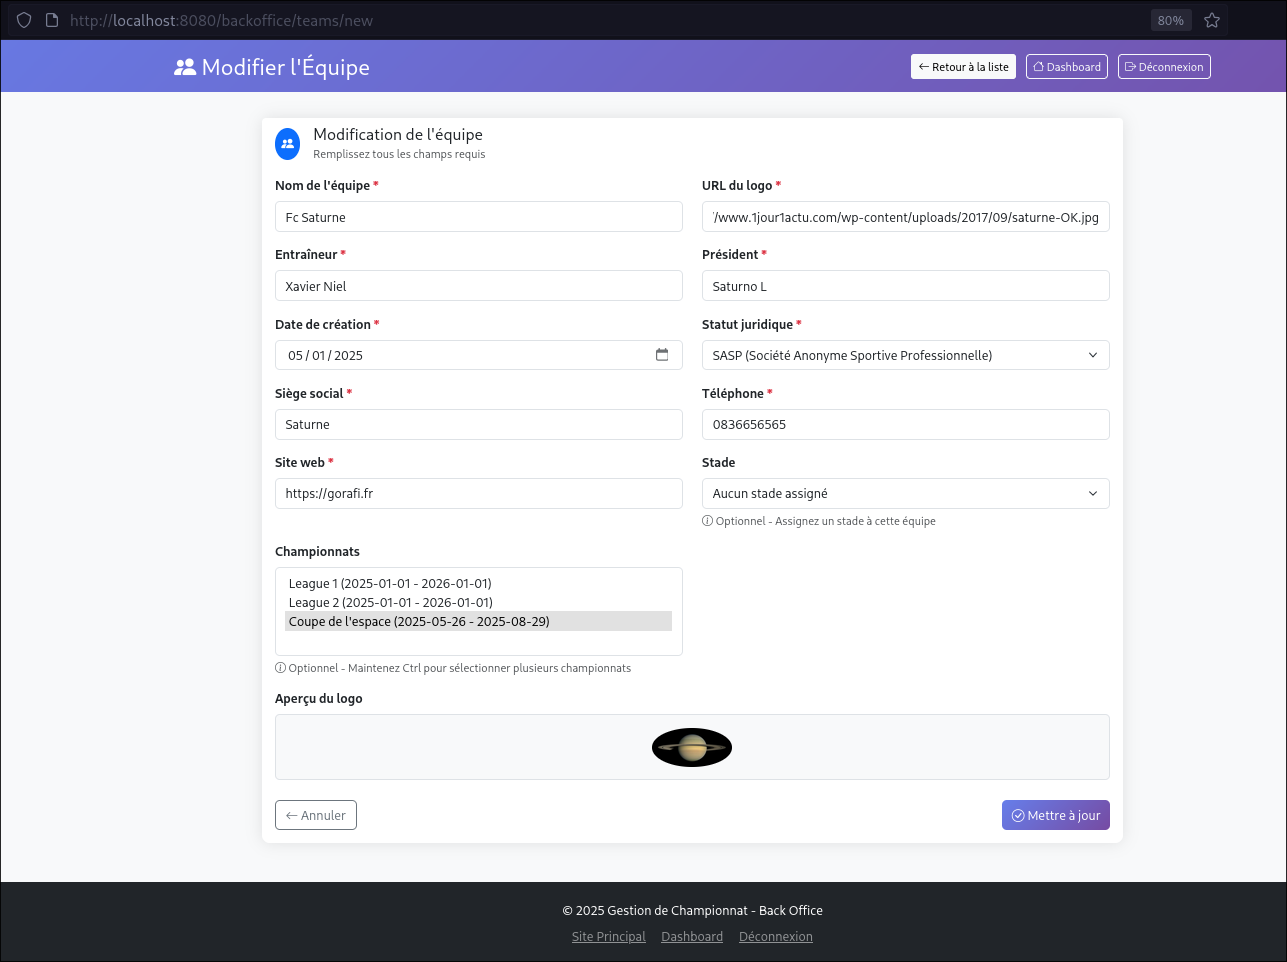 http://localhost:8080/backoffice/teams/new
80%
Modifier l'Équipe
← Retour à la liste
Dashboard
Déconnexion
Modification de l'équipe
Remplissez tous les champs requis
Nom de l'équipe *
URL du logo *
Fc Saturne
/www.1jour1actu.com/wp-content/uploads/2017/09/saturne-OK.jpg
Entraîneur *
Président *
Xavier Niel
Saturno L
Date de création *
Statut juridique *
05 / 01 / 2025
SASP (Société Anonyme Sportive Professionnelle)
Siège social *
Téléphone *
Saturne
0836656565
Site web *
Stade
https://gorafi.fr
Aucun stade assigné
Optionnel - Assignez un stade à cette équipe
Championnats
League 1 (2025-01-01 - 2026-01-01)
League 2 (2025-01-01 - 2026-01-01)
Coupe de l'espace (2025-05-26 - 2025-08-29)
Optionnel - Maintenez Ctrl pour sélectionner plusieurs championnats
Aperçu du logo
← Annuler
Mettre à jour
© 2025 Gestion de Championnat - Back Office
Site Principal
Dashboard
Déconnexion